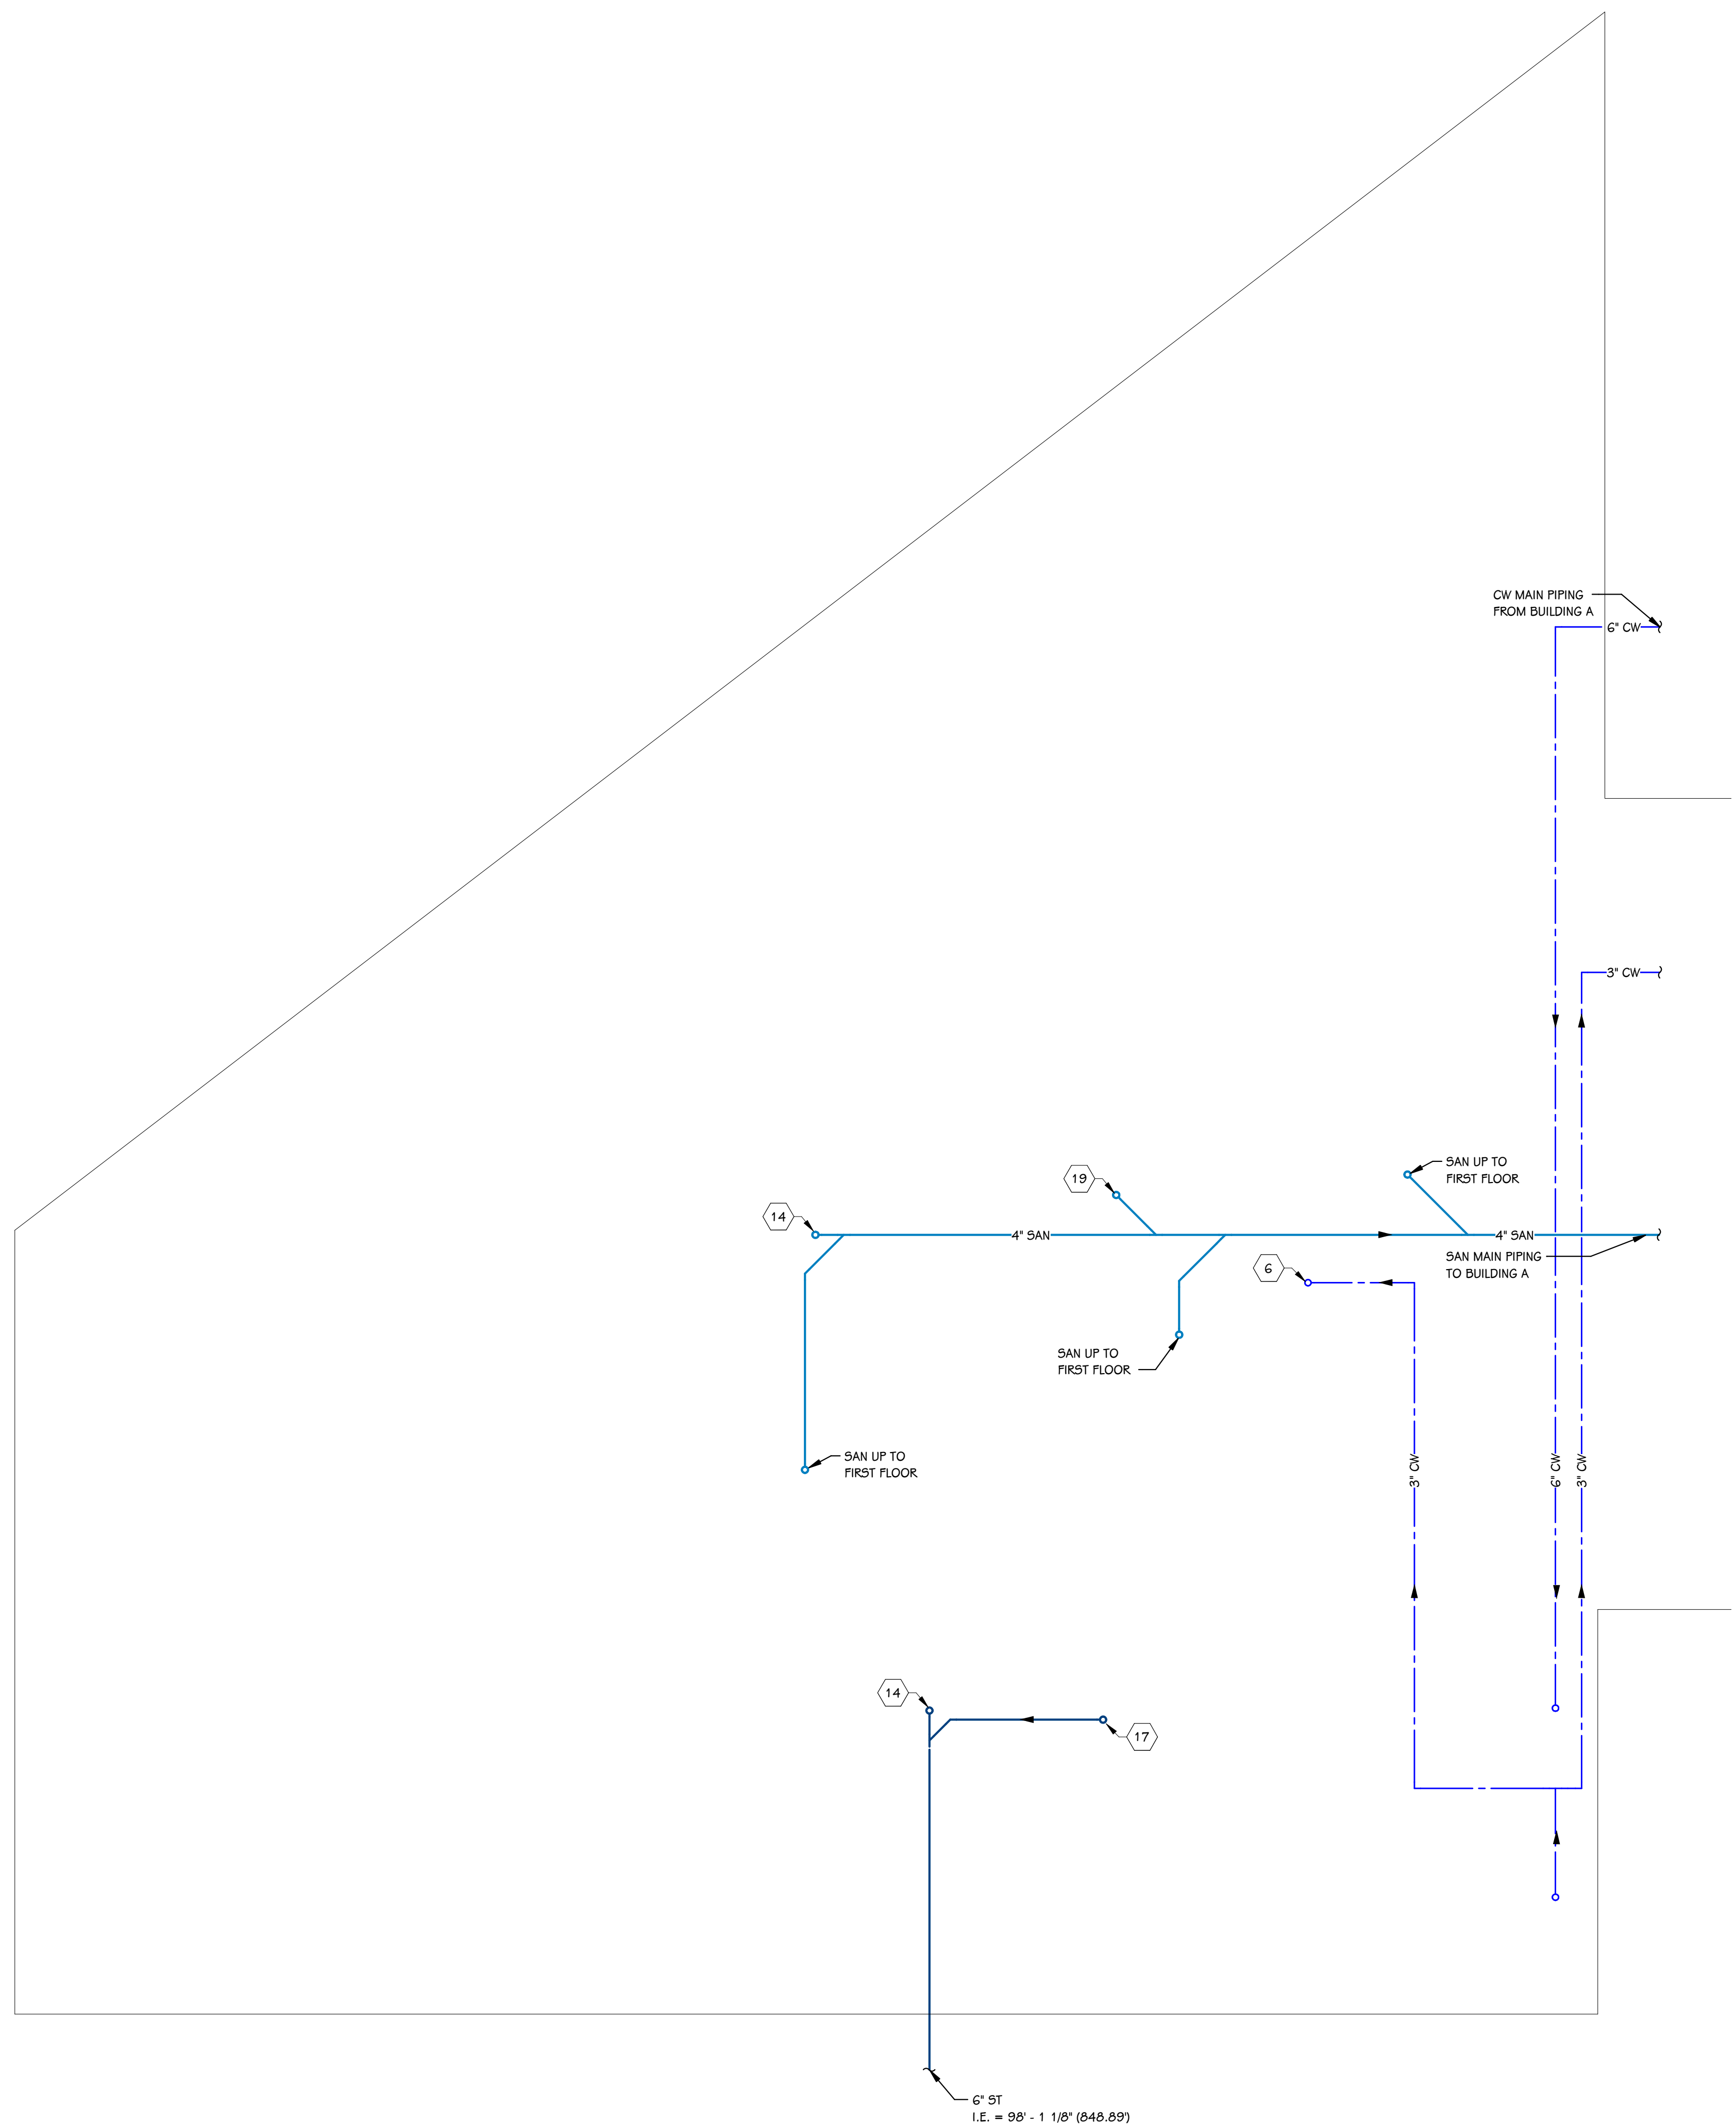 CW MAIN PIPING
FROM BUILDING A
6" CW
3" CW
SAN UP TO
FIRST FLOOR
19
14
4" SAN
4" SAN
SAN MAIN PIPING
TO BUILDING A
6
SAN UP TO
FIRST FLOOR
SAN UP TO
FIRST FLOOR
3" CW
6" CW
3" CW
14
17
6" ST
I.E. = 98' - 1 1/8" (848.89')